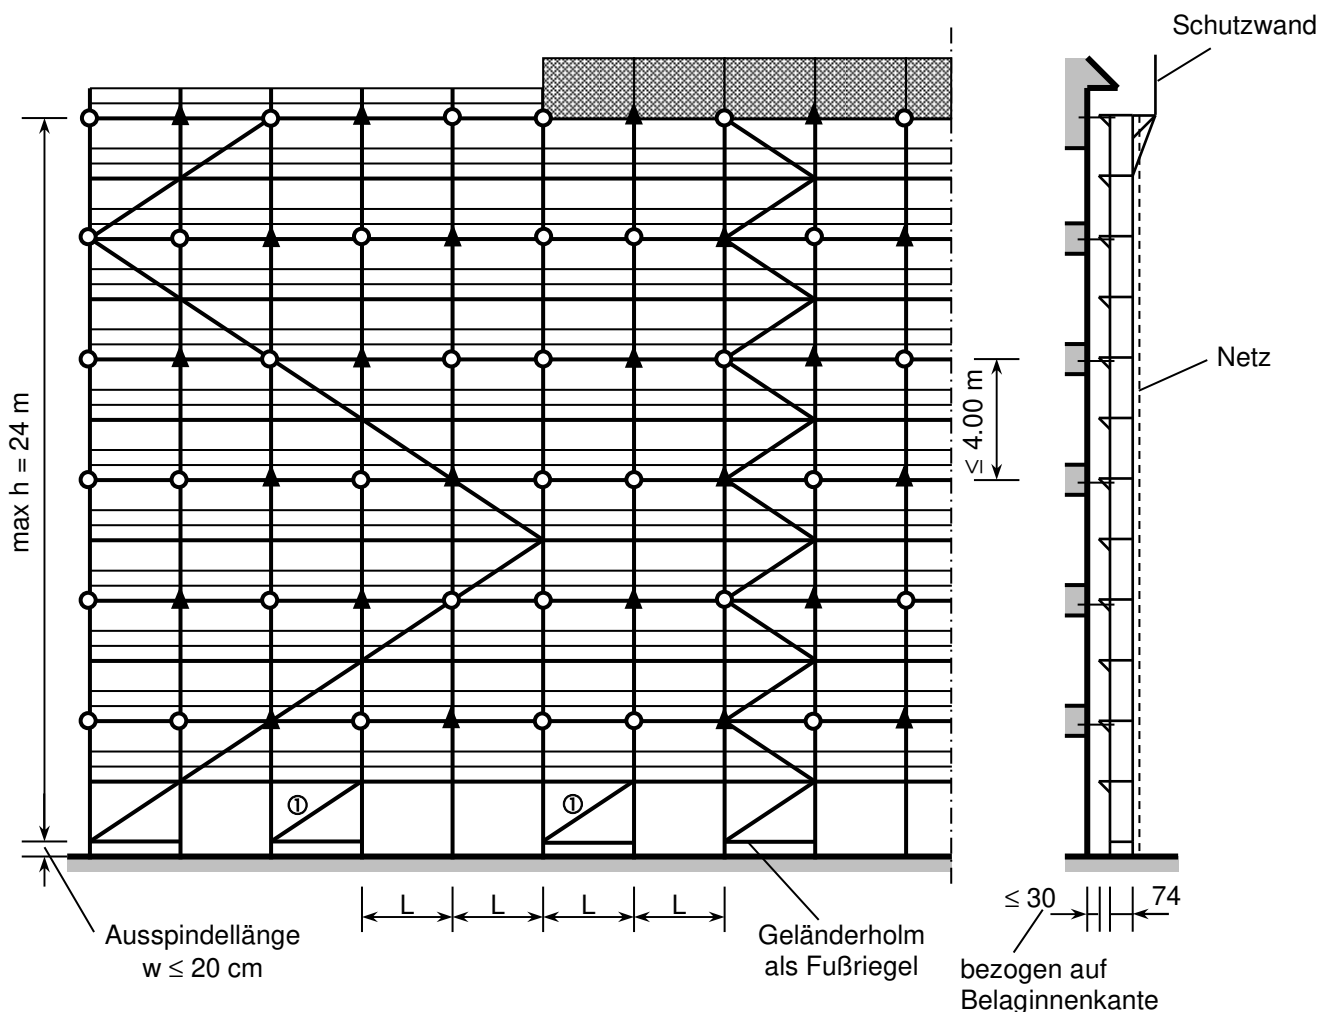 Schutzwand
Netz
max h = 24 m
≤ 4.00 m
①
①
L
L
L
L
≤ 30
74
Ausspindellänge
w ≤ 20 cm
Geländerholm
als Fußriegel
bezogen auf
Belaginnenkante